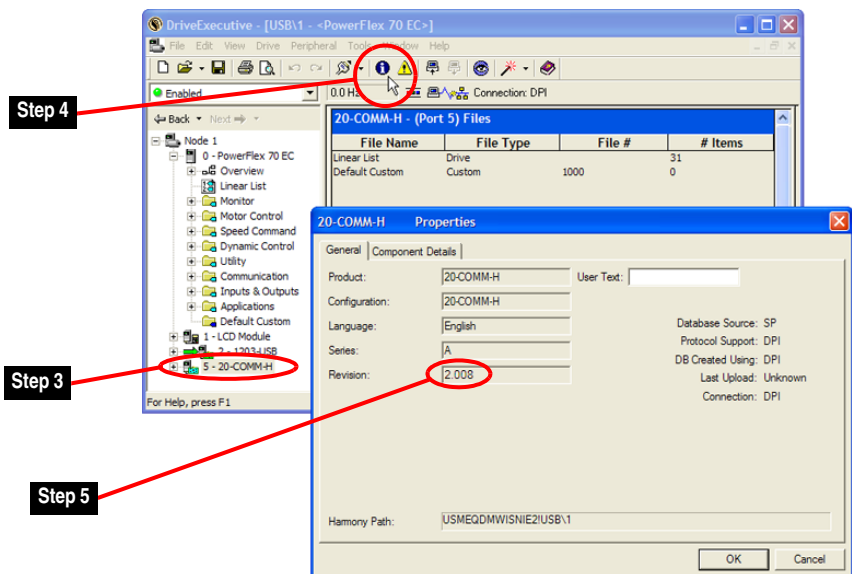 DriveExecutive - [USB\1 - <PowerFlex 70 EC>]
File Edit View Drive Peripheral Tools Window Help
Step 4
Enabled
0.0 Hz
Connection: DPI
Back Next
20-COMM-H - (Port 5) Files
File Name File Type File # # Items
Linear List Drive 31
Default Custom Custom 1000 0
Node 1
0 - PowerFlex 70 EC
Overview
Linear List
Monitor
Motor Control
Speed Command
Dynamic Control
Utility
Communication
Inputs & Outputs
Applications
Default Custom
1 - LCD Module
2 - 1203-USB
5 - 20-COMM-H
Step 3
For Help, press F1
20-COMM-H Properties
General Component Details
Product: 20-COMM-H User Text:
Configuration: 20-COMM-H
Language: English Database Source: SP
Protocol Support: DPI
Series: A
DB Created Using: DPI
Revision: 2.008 Last Upload: Unknown
Connection: DPI
Step 5
Harmony Path: USMEQDMWISNIE2!USB\1
OK Cancel